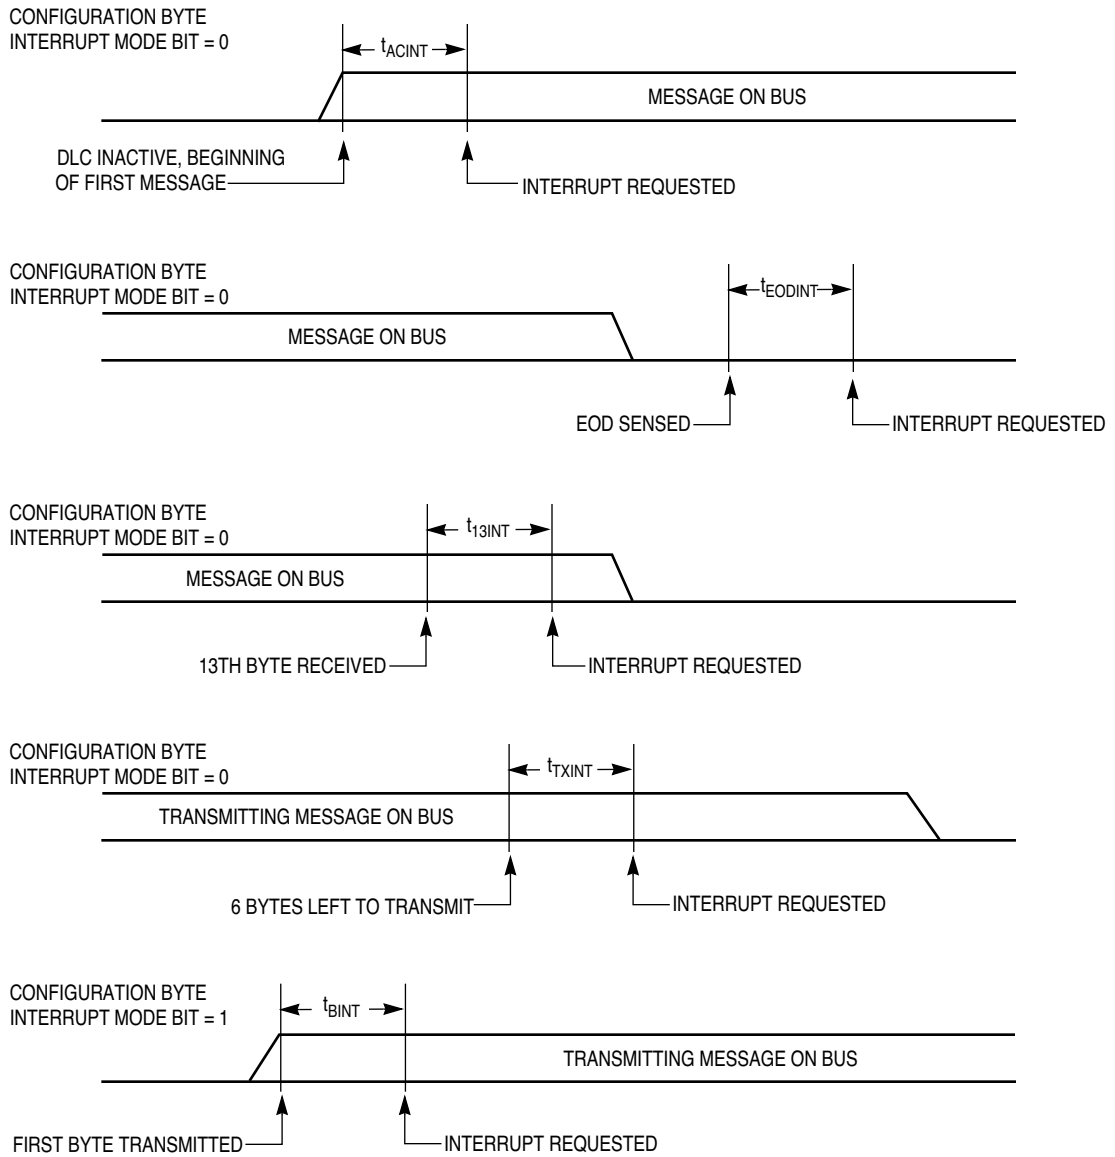 CONFIGURATION BYTE
INTERRUPT MODE BIT = 0
tACINT
MESSAGE ON BUS
DLC INACTIVE, BEGINNING
OF FIRST MESSAGE
INTERRUPT REQUESTED
CONFIGURATION BYTE
INTERRUPT MODE BIT = 0
tEODINT
MESSAGE ON BUS
EOD SENSED
INTERRUPT REQUESTED
CONFIGURATION BYTE
INTERRUPT MODE BIT = 0
t13INT
MESSAGE ON BUS
13TH BYTE RECEIVED
INTERRUPT REQUESTED
CONFIGURATION BYTE
INTERRUPT MODE BIT = 0
tTXINT
TRANSMITTING MESSAGE ON BUS
6 BYTES LEFT TO TRANSMIT
INTERRUPT REQUESTED
CONFIGURATION BYTE
INTERRUPT MODE BIT = 1
tBINT
TRANSMITTING MESSAGE ON BUS
FIRST BYTE TRANSMITTED
INTERRUPT REQUESTED